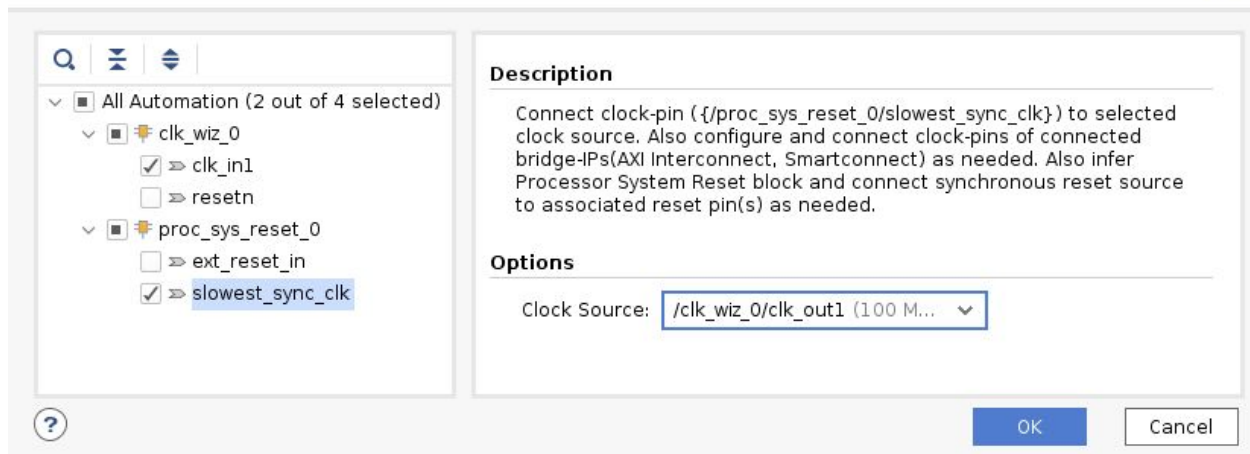 All Automation (2 out of 4 selected)
clk_wiz_0
clk_in1
resetn
proc_sys_reset_0
ext_reset_in
slowest_sync_clk
Description
Connect clock-pin ({/proc_sys_reset_0/slowest_sync_clk}) to selected
clock source. Also configure and connect clock-pins of connected
bridge-IPs(AXI Interconnect, Smartconnect) as needed. Also infer
Processor System Reset block and connect synchronous reset source
to associated reset pin(s) as needed.
Options
Clock Source: /clk_wiz_0/clk_out1 (100 M...
?
OK
Cancel